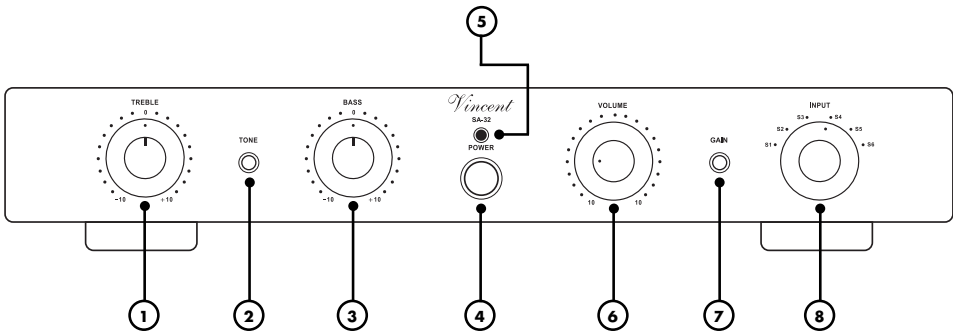 5
TREBLE
0
-10
+10
TONE
BASS
0
-10
+10
Vincent
SA-32
POWER
VOLUME
10
10
GAIN
INPUT
S1
S2
S3
S4
S5
S6
1
2
3
4
6
7
8